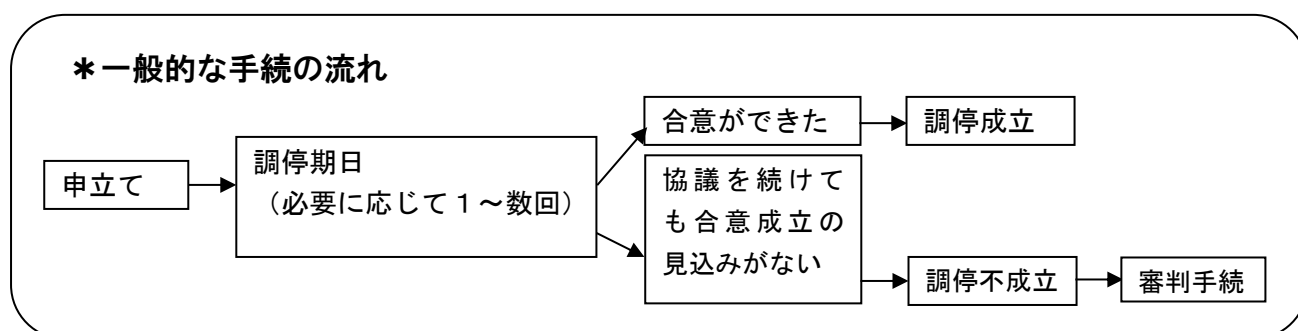 ＊一般的な手続の流れ
申立て
調停期日
（必要に応じて１～数回）
合意ができた
調停成立
協議を続けて
も合意成立の
見込みがない
調停不成立
審判手続